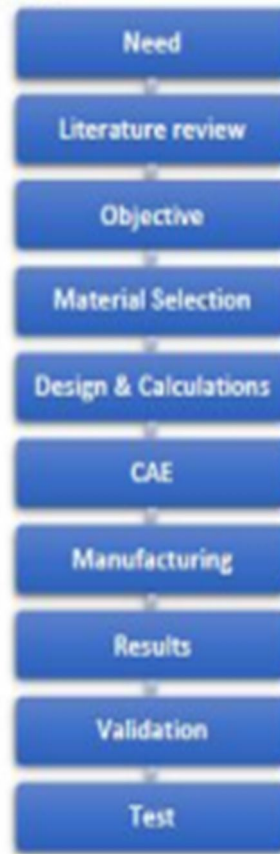 Need
Literature review
Objective
Material Selection
Design & Calculations
CAE
Manufacturing
Results
Validation
Test